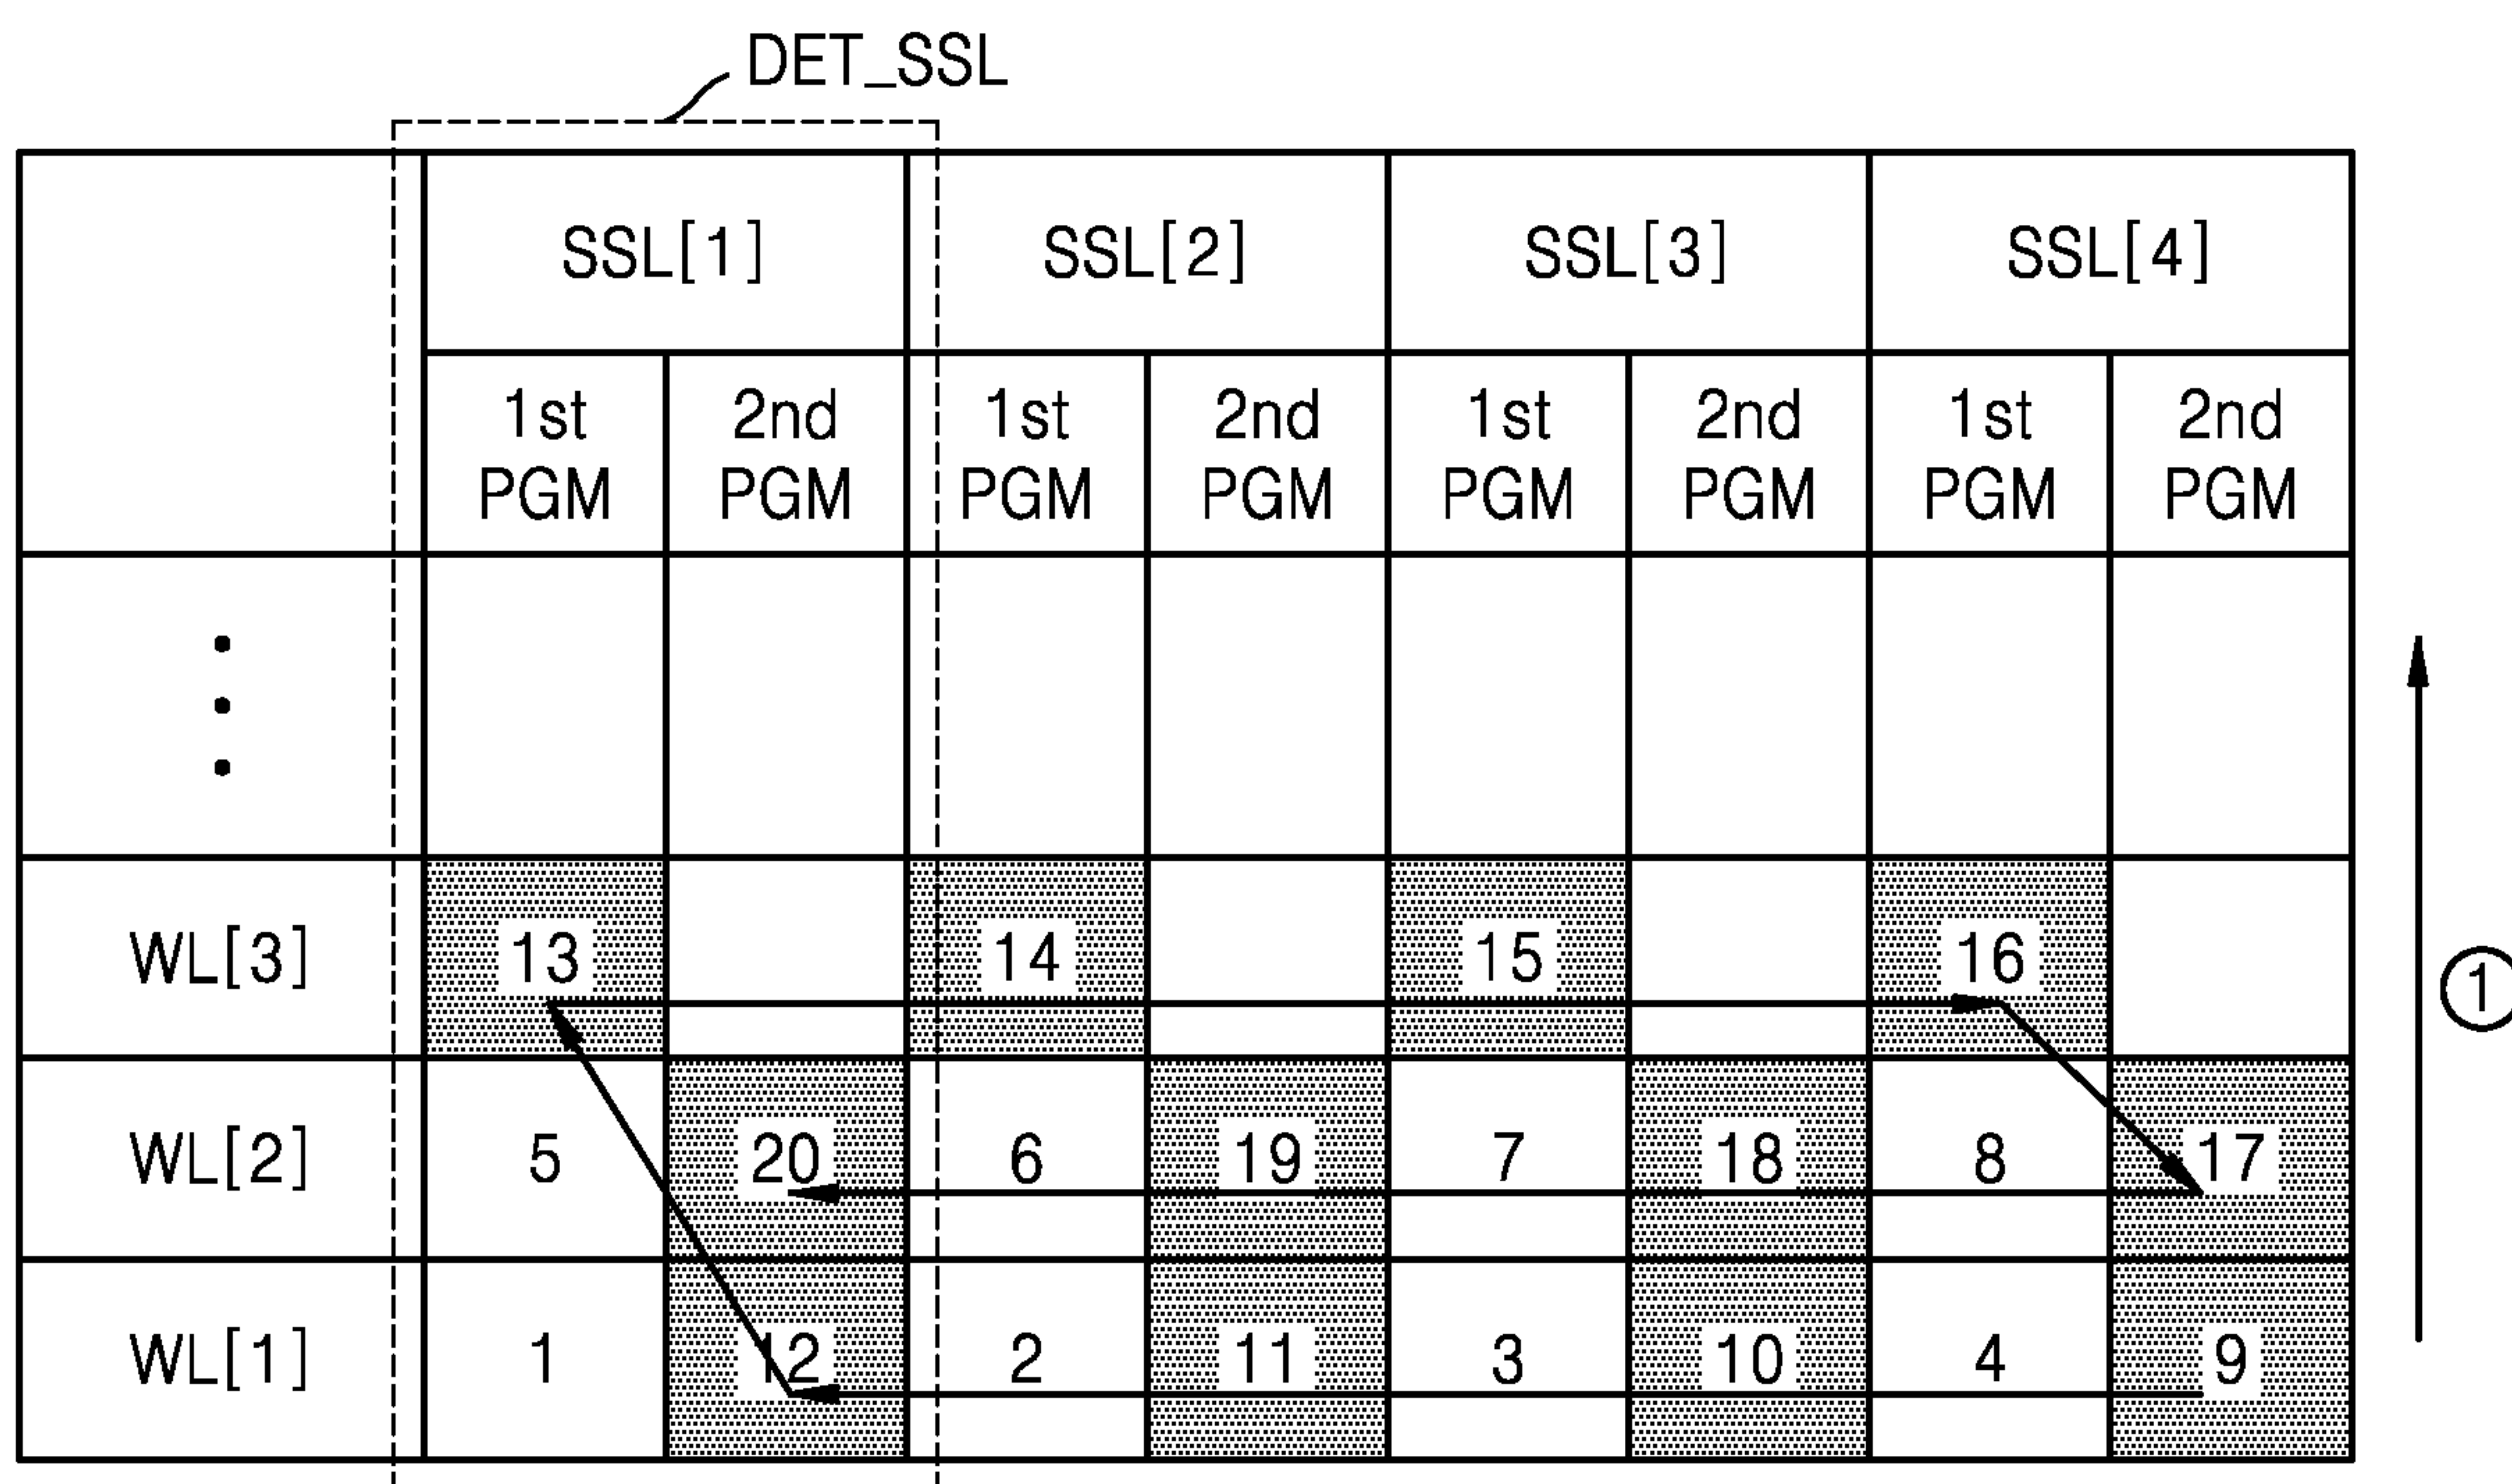 DET_SSL
SSL[1] SSL[2] SSL[3] SSL[4]
1st PGM 2nd PGM 1st PGM 2nd PGM 1st PGM 2nd PGM 1st PGM 2nd PGM
WL[3] 13 14 15 16
①
WL[2] 5 20 6 19 7 18 8 17
WL[1] 1 12 2 11 3 10 4 9